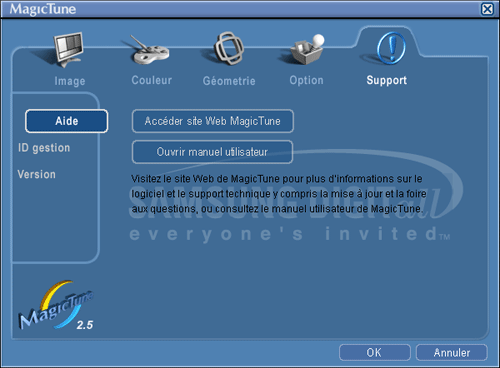 MagicTune
Image
Couleur
Géometrie
Option
Support
Aide
ID gestion
Version
Accéder site Web MagicTune
Ouvrir manuel utilisateur
Visitez le site Web de MagicTune pour plus d'informations sur le
logiciel et le support technique y compris la mise à jour et la foire
aux questions, ou consultez le manuel utilisateur de MagicTune.
SAMSUNG DIGITall
everyone's invited™
MagicTune
2.5
OK
Annuler